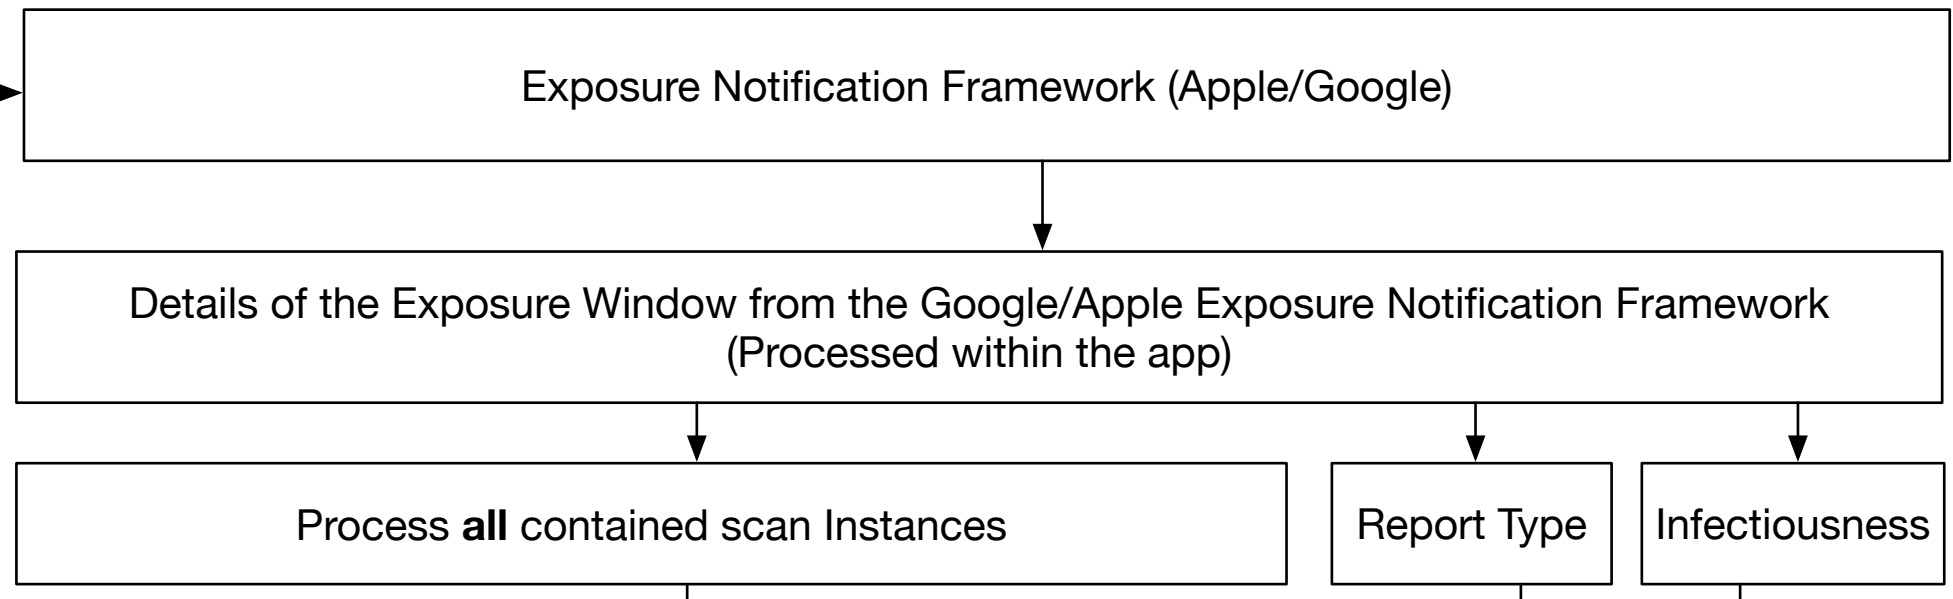 Exposure Notification Framework (Apple/Google)
Details of the Exposure Window from the Google/Apple Exposure Notification Framework
(Processed within the app)
Process all contained scan Instances
Report Type
Infectiousness